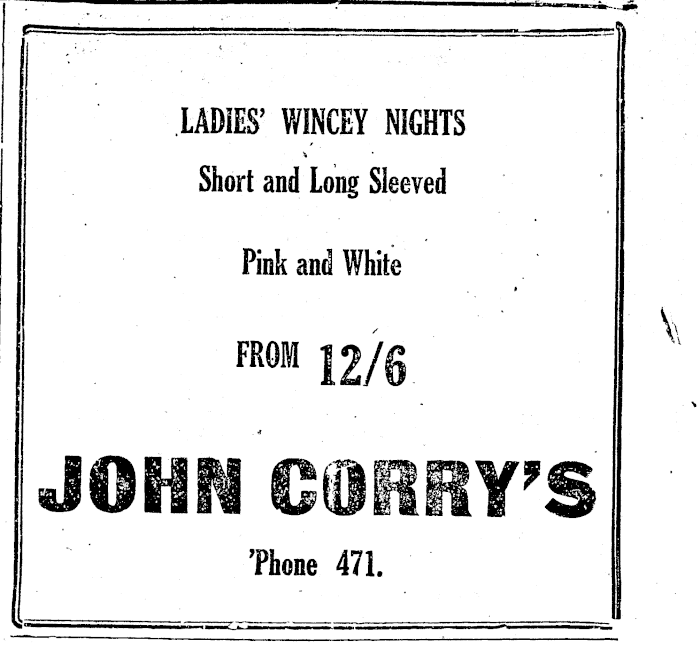 LADIES' WINCEY NIGHTS
Short and Long Sleeved
Pink and White
FROM 12/6
JOHN CORRY'S
'Phone 471.